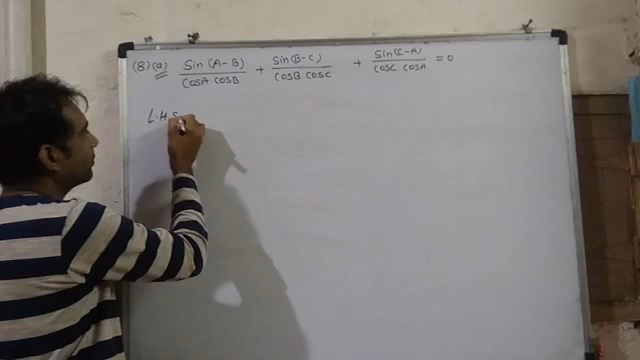 (8) (a) Sin(A-B)/CosA CosB + Sin(B-C)/CosB CosC + Sin(C-A)/CosC CosA = 0
L.H.S